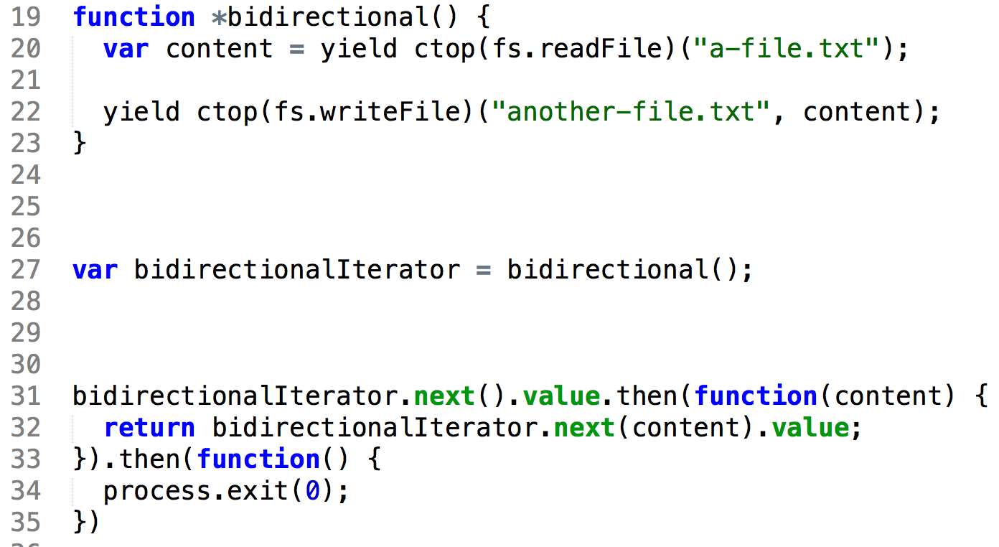 19 function *bidirectional() {
20   var content = yield ctop(fs.readFile)("a-file.txt");
21
22   yield ctop(fs.writeFile)("another-file.txt", content);
23 }
24
25
26
27 var bidirectionalIterator = bidirectional();
28
29
30
31 bidirectionalIterator.next().value.then(function(content) {
32   return bidirectionalIterator.next(content).value;
33 }).then(function() {
34   process.exit(0);
35 })